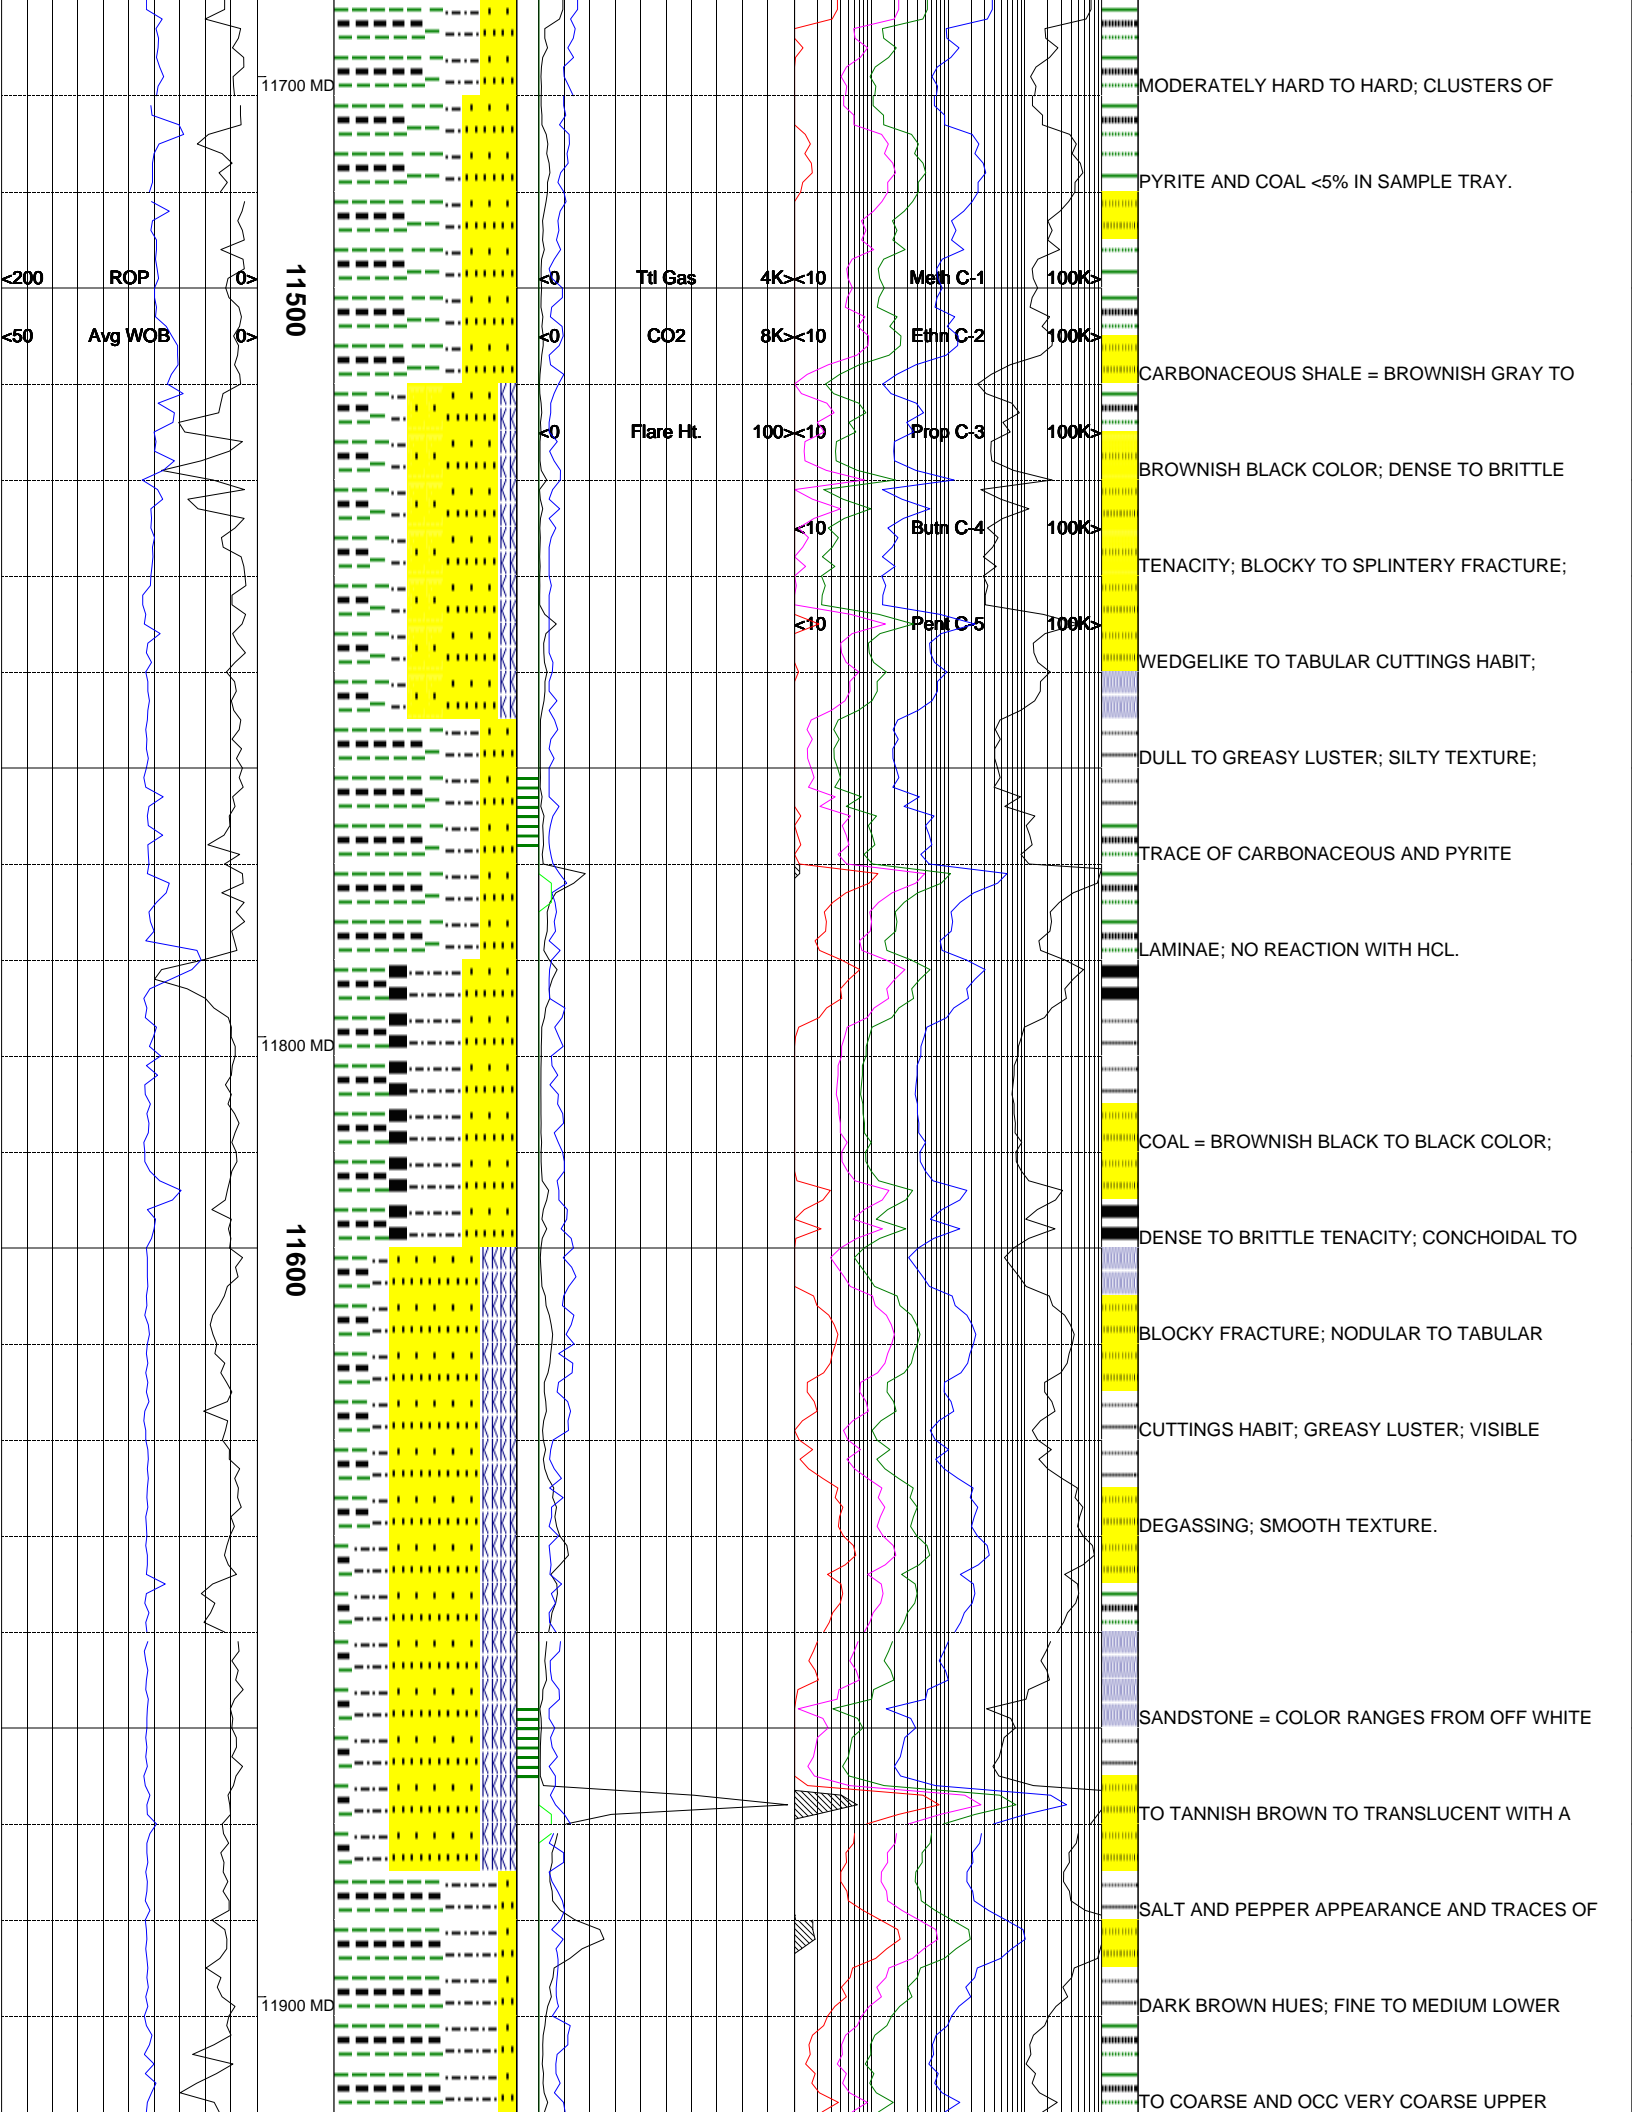 11700 MD
MODERATELY HARD TO HARD; CLUSTERS OF
PYRITE AND COAL <5% IN SAMPLE TRAY.
<200 ROP 0>
11500
<0 Ttl Gas 4K>
<10 Meth C-1 100K>
<50 Avg WOB 0>
<0 CO2 8K>
<10 Ethn C-2 100K>
CARBONACEOUS SHALE = BROWNISH GRAY TO
<0 Flare Ht. 100>
<10 Prop C-3 100K>
BROWNISH BLACK COLOR; DENSE TO BRITTLE
<10 Butn C-4 100K>
TENACITY; BLOCKY TO SPLINTERY FRACTURE;
<10 Pent C-5 100K>
WEDGELIKE TO TABULAR CUTTINGS HABIT;
DULL TO GREASY LUSTER; SILTY TEXTURE;
TRACE OF CARBONACEOUS AND PYRITE
LAMINAE; NO REACTION WITH HCL.
11800 MD
COAL = BROWNISH BLACK TO BLACK COLOR;
DENSE TO BRITTLE TENACITY; CONCHOIDAL TO
11600
BLOCKY FRACTURE; NODULAR TO TABULAR
CUTTINGS HABIT; GREASY LUSTER; VISIBLE
DEGASSING; SMOOTH TEXTURE.
SANDSTONE = COLOR RANGES FROM OFF WHITE
TO TANNISH BROWN TO TRANSLUCENT WITH A
SALT AND PEPPER APPEARANCE AND TRACES OF
11900 MD
DARK BROWN HUES; FINE TO MEDIUM LOWER
TO COARSE AND OCC VERY COARSE UPPER